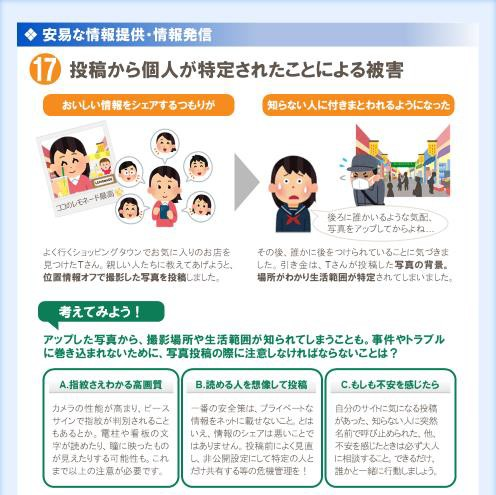 ❖ 安易な情報提供・情報発信
17 投稿から個人が特定されたことによる被害
おいしい情報をシェアするつもりが
ココのレモネード最高
よく行くショッピングタウンでお気に入りのお店を
見つけたTさん。親しい人たちに教えてあげようと、
位置情報オフで撮影した写真を投稿しました。
知らない人に付きまとわれるようになった
後ろに誰かいるような気配、
写真をアップしてからよね…
その後、誰かに後をつけられていることに気づきま
した。引き金は、Tさんが投稿した写真の背景。
場所がわかり生活範囲が特定されてしまいました。
考えてみよう！
アップした写真から、撮影場所や生活範囲が知られてしまうことも。事件やトラブル
に巻き込まれないために、写真投稿の際に注意しなければならないことは？
A.指紋さえわかる高画質
カメラの性能が高まり、ピース
サインで指紋が判別されること
もあるとか。電柱や看板の文
字が読めたり、瞳に映ったもの
が見えたりする可能性も。これ
まで以上の注意が必要です。
B.読める人を想像して投稿
一番の安全策は、プライベートな
情報をネットに載せないこと。とは
いえ、情報のシェアは悪いことで
はありません。投稿前によく見直
し、非公開設定にして特定の人と
だけ共有する等の危機管理を！
C.もしも不安を感じたら
自分のサイトに気になる投稿
があった、知らない人に突然
名前で呼び止められた、他、
不安を感じたときは必ず大人
に相談すること。できるだけ、
誰かと一緒に行動しましょう。